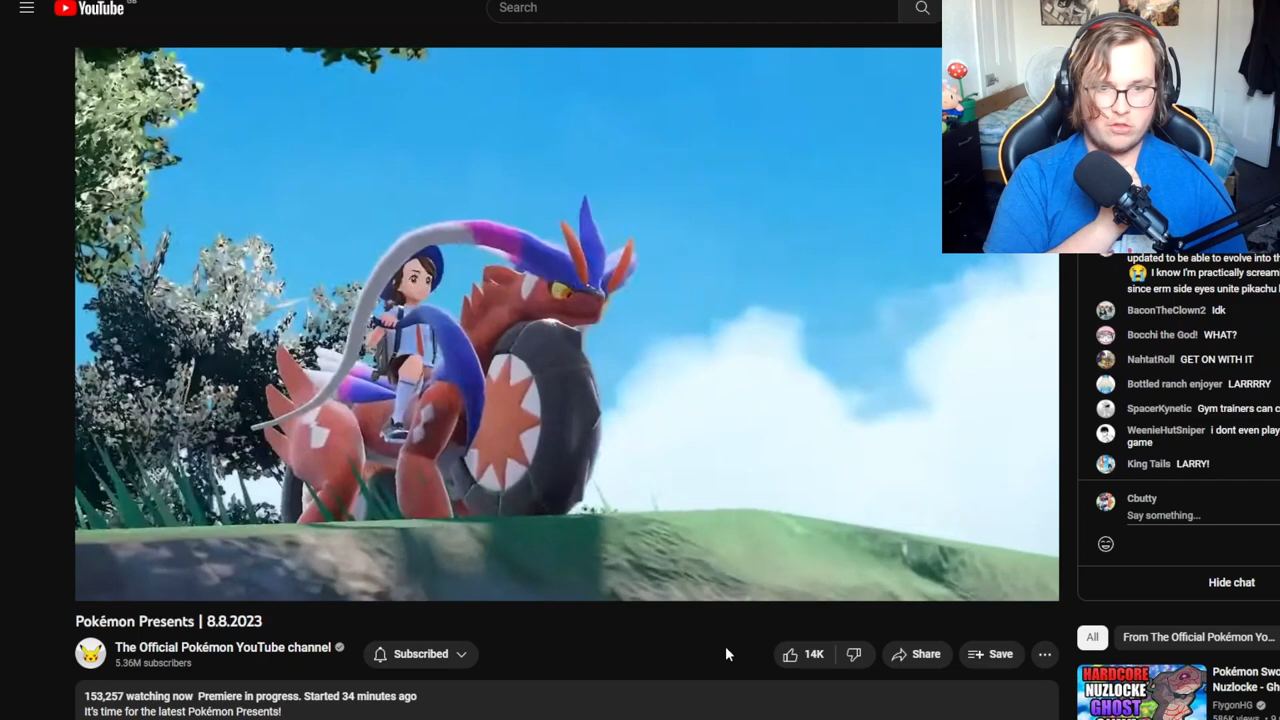 YouTube
GB
Search
updated to be able to evolve into th
I know I'm practically scream
since erm side eyes unite pikachu l
BaconTheClown2 Idk
Bocchi the God! WHAT?
NahtatRoll GET ON WITH IT
Bottled ranch enjoyer LARRRRY
SpacerKynetic Gym trainers can c
WeenieHutSniper i dont even play
game
King Tails LARRY!
Cbutty
Say something...
Hide chat
Pokémon Presents | 8.8.2023
The Official Pokémon YouTube channel
5.36M subscribers
Subscribed
14K
Share
Save
All
From The Official Pokémon Yo...
153,257 watching now Premiere in progress. Started 34 minutes ago
It's time for the latest Pokémon Presents!
HARDCORE
NUZLOCKE
GHOST
Pokémon Swo
Nuzlocke - Gh
FlygonHG
586K views